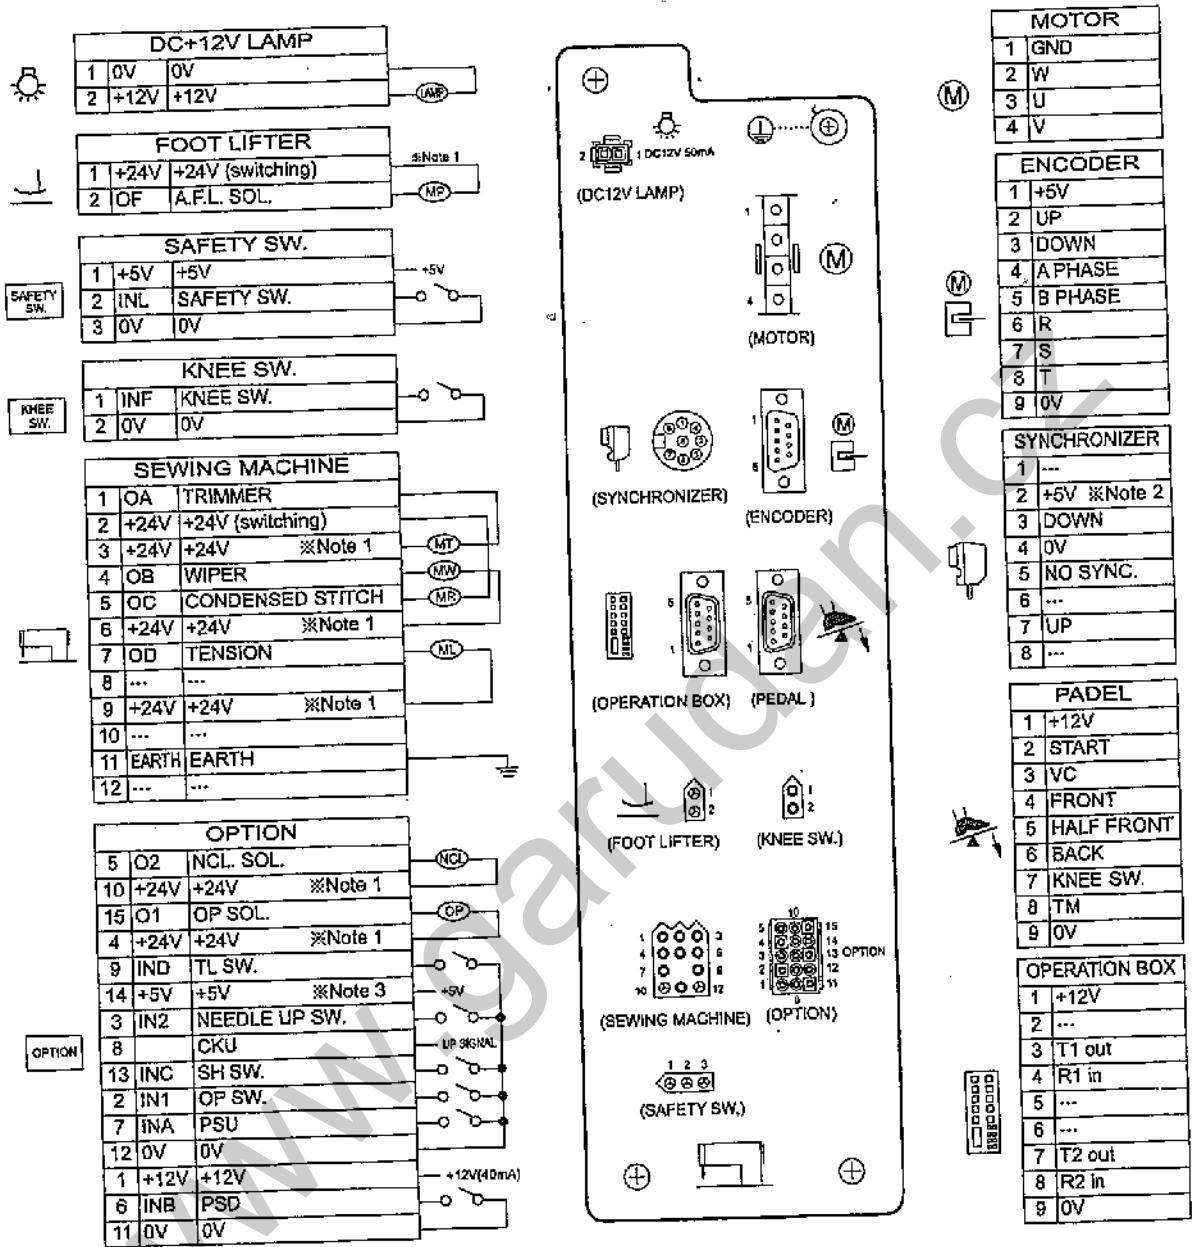 DC+12V LAMP
1 0V 0V
2 +12V +12V
LAMP
FOOT LIFTER
1 +24V +24V (switching) ※Note 1
2 OF A.F.L. SOL.
SAFETY SW.
1 +5V +5V +5V
2 INL SAFETY SW.
3 0V 0V
SAFETY
SW.
KNEE SW.
1 INF KNEE SW.
2 0V 0V
SW.
SEWING MACHINE
1 OA TRIMMER
2 +24V +24V (switching)
3 +24V +24V ※Note 1 MT
4 OB WIPER MW
5 OC CONDENSED STITCH
6 +24V +24V ※Note 1
7 OD TENSION ML
8 --- ---
9 +24V +24V ※Note 1
10 --- ---
11 EARTH EARTH
12 --- ---
OPTION
5 O2 NCL. SOL. NCL
10 +24V +24V ※Note 1
15 O1 OP SOL. OP
4 +24V +24V ※Note 1
9 IND TL SW.
14 +5V +5V ※Note 3 +5V
3 IN2 NEEDLE UP SW.
8 CKU UP SIGNAL
13 INC SH SW.
2 IN1 OP SW.
7 INA PSU
12 0V 0V
1 +12V +12V +12V(40mA)
6 INB PSD
11 0V 0V
OPTION
2 1 DC12V 50mA
(DC12V LAMP)
1
4
M
(MOTOR)
(SYNCHRONIZER)
1
M
(ENCODER)
1
5
1
(OPERATION BOX) (PEDAL)
1
2
1
2
(FOOT LIFTER) (KNEE SW.)
1 3
4 6
7
10 12
10
5 15
4 14
3 13 OPTION
2 12
1 11
(SEWING MACHINE) (OPTION)
1 2 3
(SAFETY SW.)
MOTOR
1 GND
2 W
3 U
4 V
M
ENCODER
1 +5V
2 UP
3 DOWN
4 A PHASE
5 B PHASE
6 R
7 S
8 T
9 0V
M
SYNCHRONIZER
1 ---
2 +5V ※Note 2
3 DOWN
4 0V
5 NO SYNC.
6 ---
7 UP
8 ---
PADEL
1 +12V
2 START
3 VC
4 FRONT
5 HALF FRONT
6 BACK
7 KNEE SW.
8 TM
9 0V
OPERATION BOX
1 +12V
2 ---
3 T1 out
4 R1 in
5 ---
6 ---
7 T2 out
8 R2 in
9 0V
www.garudan.cz